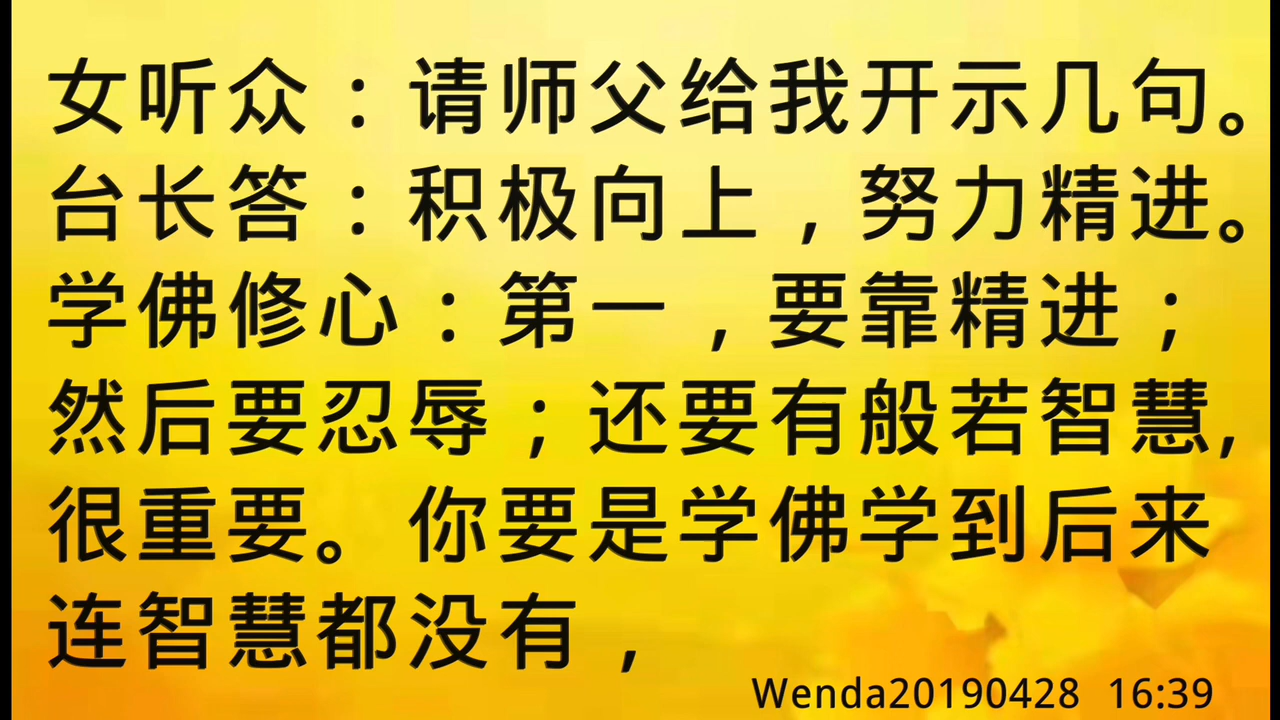 女听众：请师父给我开示几句。
台长答：积极向上，努力精进。
学佛修心：第一，要靠精进；
然后要忍辱；还要有般若智慧，
很重要。你要是学佛学到后来
连智慧都没有，
Wenda20190428 16:39